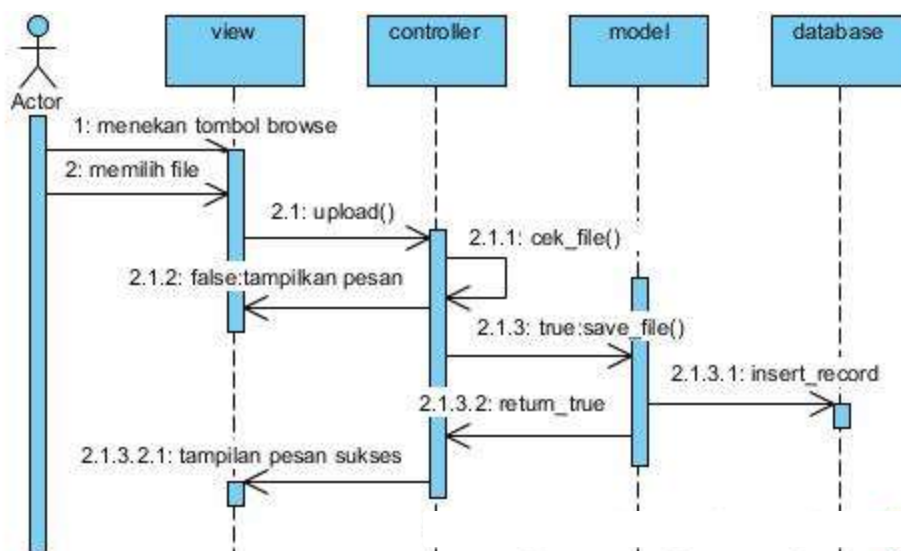 view
controller
model
database
Actor
1: menekan tombol browse
2: memilih file
2.1: upload()
2.1.1: cek_file()
2.1.2: false:tampilkan pesan
2.1.3: true:save_file()
2.1.3.1: insert_record
2.1.3.2: return_true
2.1.3.2.1: tampilan pesan sukses